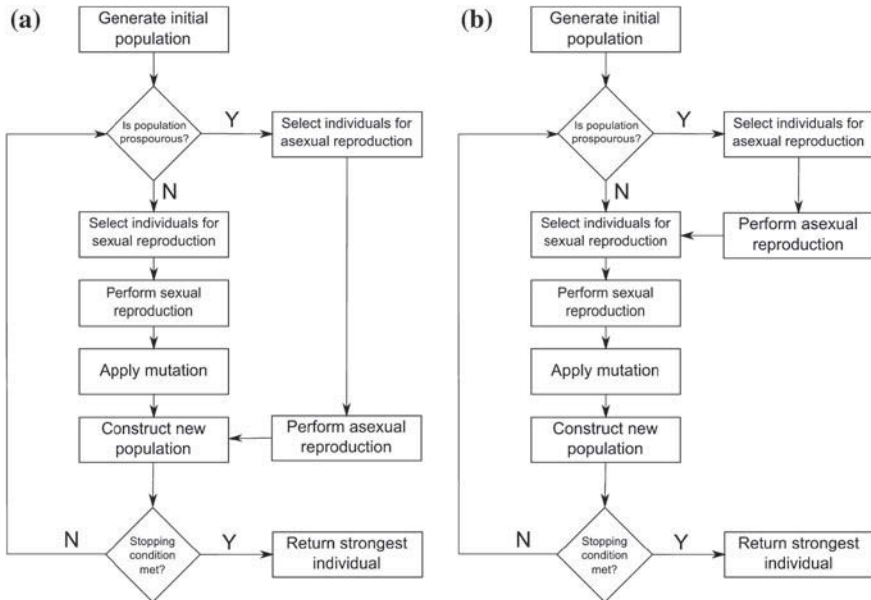 (a)
Generate initial
population
Is population
prospourous?
Y
Select individuals for
asexual reproduction
N
Select individuals for
sexual reproduction
Perform sexual
reproduction
Apply mutation
Construct new
population
Perform asexual
reproduction
N
Stopping
condition
met?
Y
Return strongest
individual
(b)
Generate initial
population
Is population
prospourous?
Y
Select individuals for
asexual reproduction
N
Select individuals for
sexual reproduction
Perform asexual
reproduction
Perform sexual
reproduction
Apply mutation
Construct new
population
N
Stopping
condition
met?
Y
Return strongest
individual